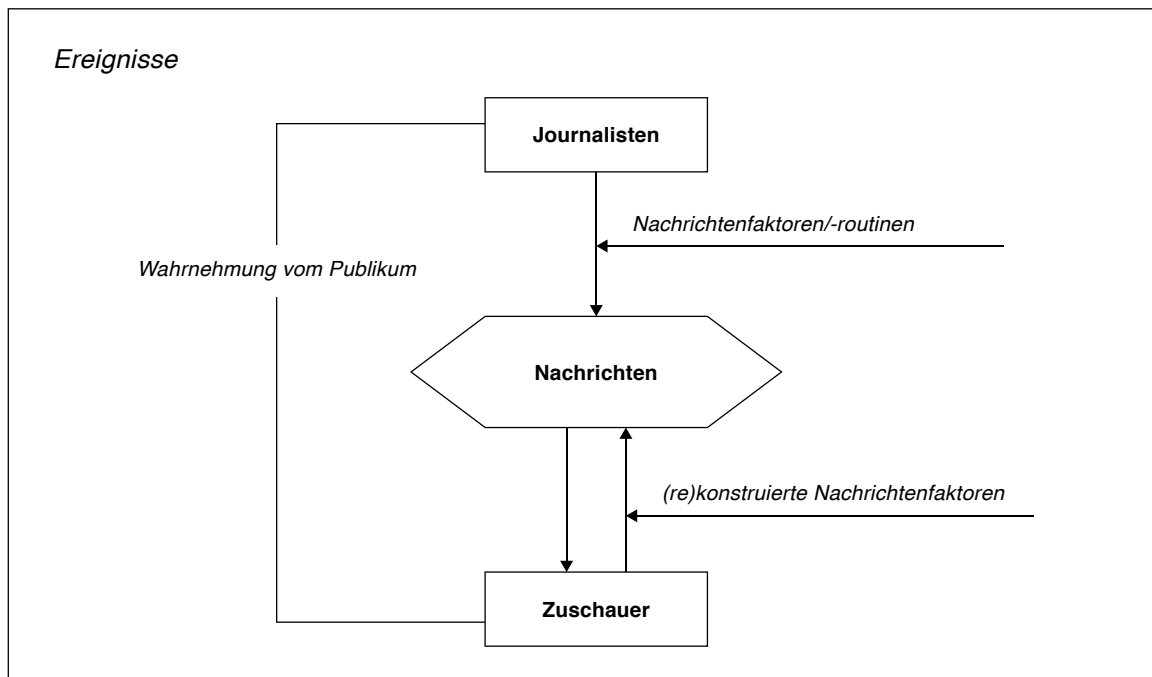 Ereignisse
Journalisten
Nachrichtenfaktoren/-routinen
Wahrnehmung vom Publikum
Nachrichten
(re)konstruierte Nachrichtenfaktoren
Zuschauer